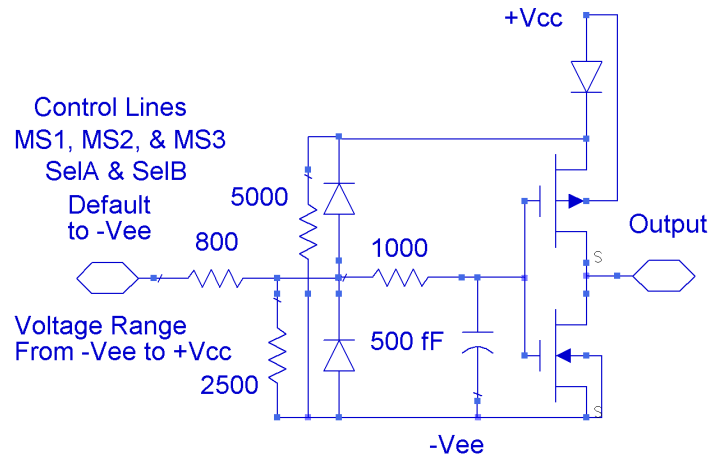 +Vcc
Control Lines
MS1, MS2, & MS3
SelA & SelB
Default
to -Vee
5000
800
1000
Output
S
Voltage Range
From -Vee to +Vcc
2500
500 fF
S
-Vee